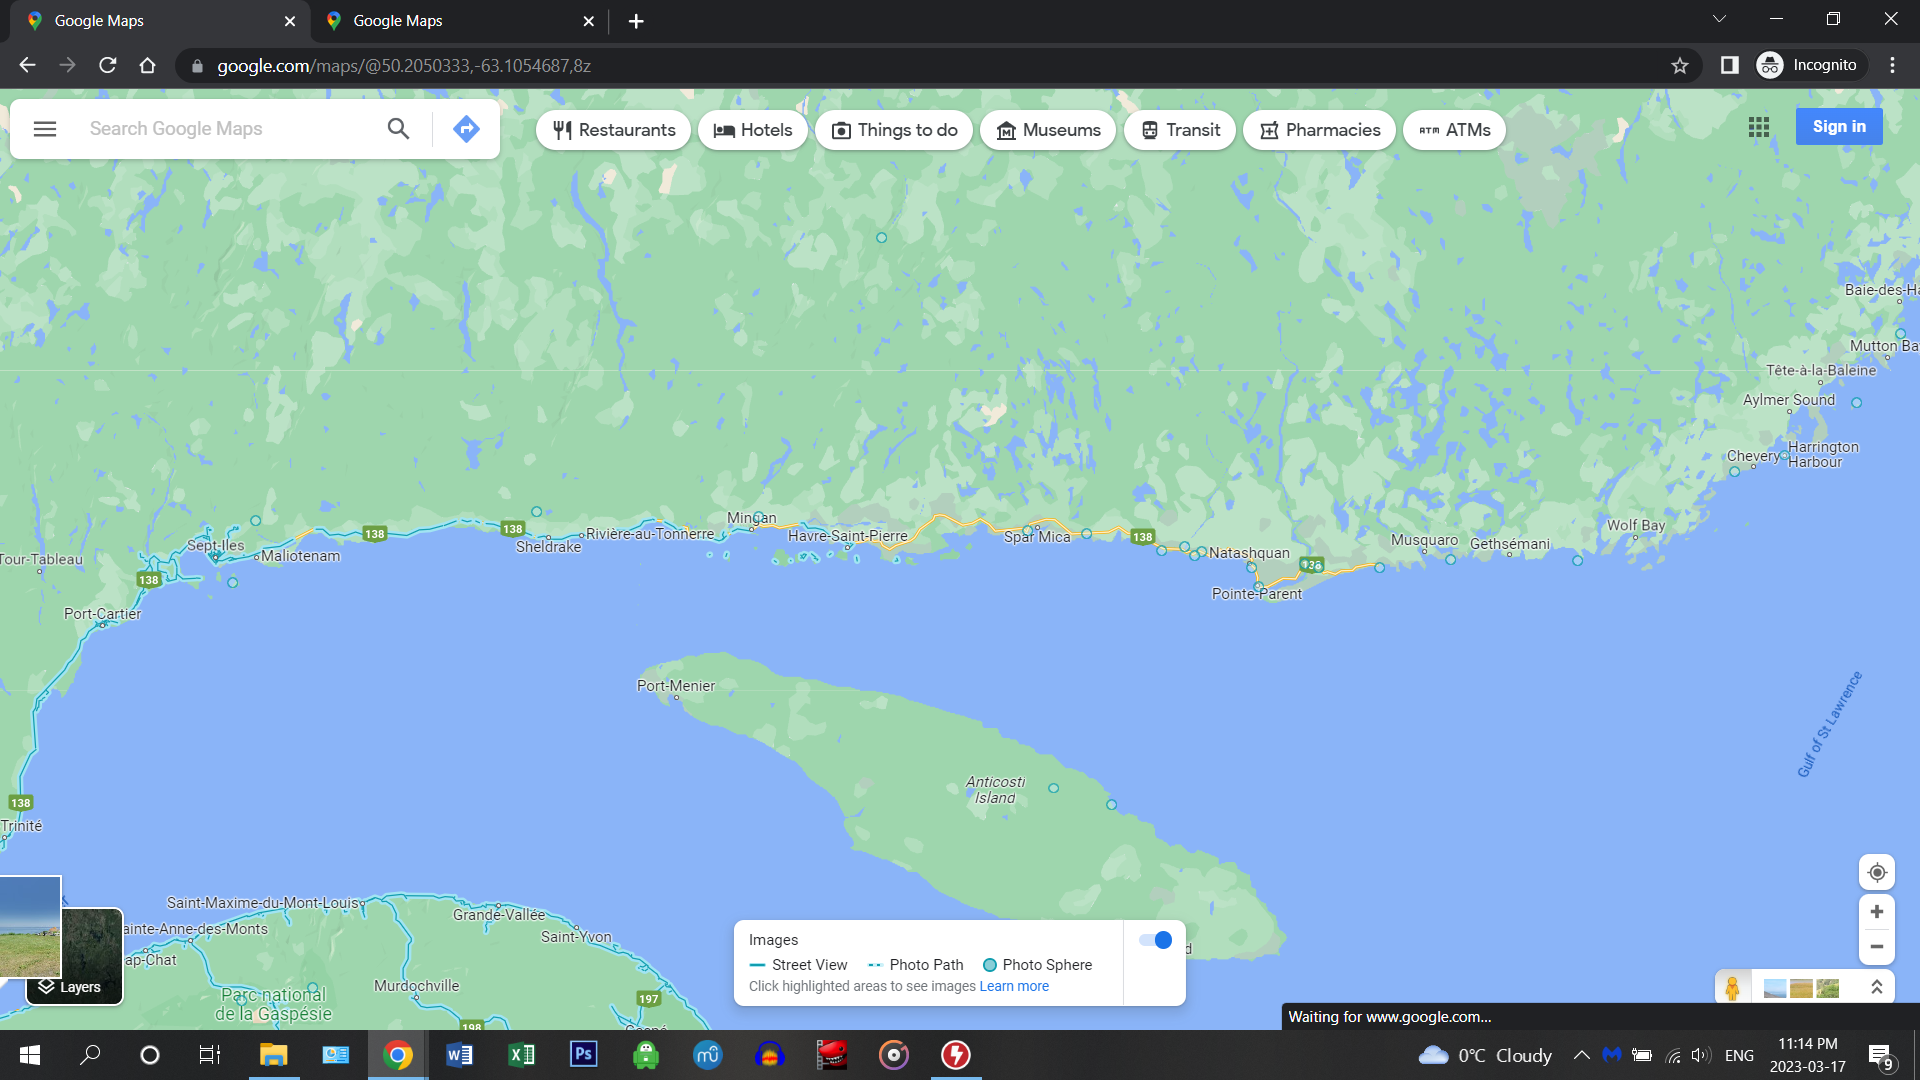 Google Maps
Google Maps
google.com/maps/@50.2050333,-63.1054687,8z
Incognito
Search Google Maps
Restaurants
Hotels
Things to do
Museums
Transit
Pharmacies
ATM ATMs
Sign in
Baie-des-Ha
Mutton Ba
Tête-à-la-Baleine
Aylmer Sound
Harrington
Harbour
Chevery
Wolf Bay
Mingan
138
138
Rivière-au-Tonnerre
Havre-Saint-Pierre
Spar Mica
138
Sheldrake
Sept-Iles
Maliotenam
Tour-Tableau
138
Natashquan
138
Musquaro
Gethsémani
Pointe-Parent
Port-Cartier
Port-Menier
Gulf of St Lawrence
Anticosti
Island
138
Trinité
Saint-Maxime-du-Mont-Louis
Grande-Vallée
ainte-Anne-des-Monts
Saint-Yvon
ap-Chat
Murdochville
Parc national
de la Gaspésie
197
198
Gaspé
d
Layers
Images
Street View
Photo Path
Photo Sphere
Click highlighted areas to see images Learn more
Waiting for www.google.com...
W
X
Ps
0°C Cloudy
ENG
11:14 PM
2023-03-17
9